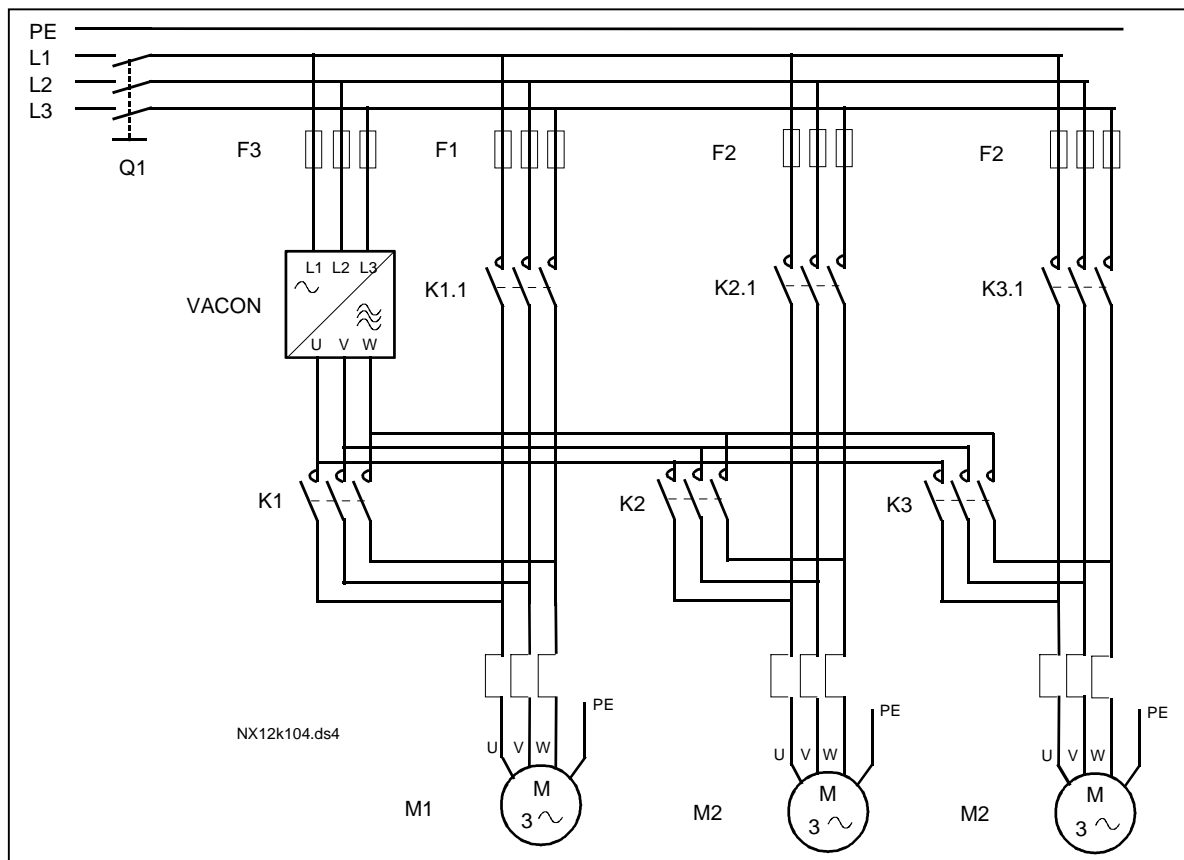 PE
L1
L2
L3
Q1
F3
F1
F2
F2
L1 L2 L3
VACON
U V W
K1.1
K2.1
K3.1
K1
K2
K3
PE
PE
PE
NX12k104.ds4
U V W
U V W
U V W
M
3
M
3
M
3
M1
M2
M2